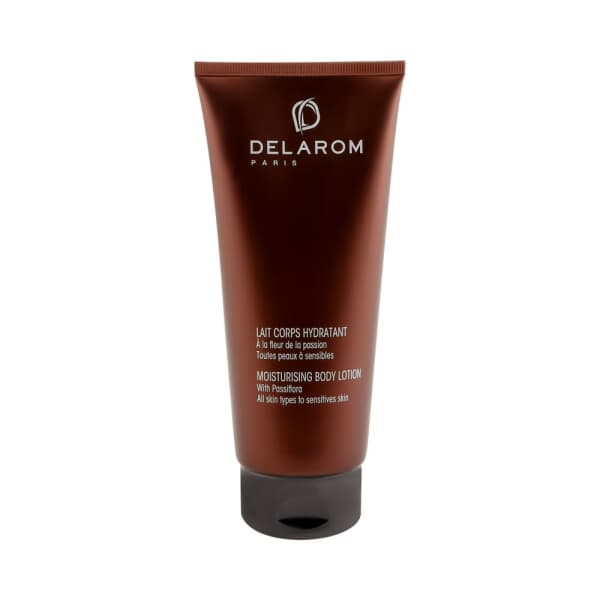 DELAROM
PARIS
LAIT CORPS HYDRATANT
À la fleur de la passion
Toutes peaux à sensibles
MOISTURISING BODY LOTION
With Passiflora
All skin types to sensitives skin